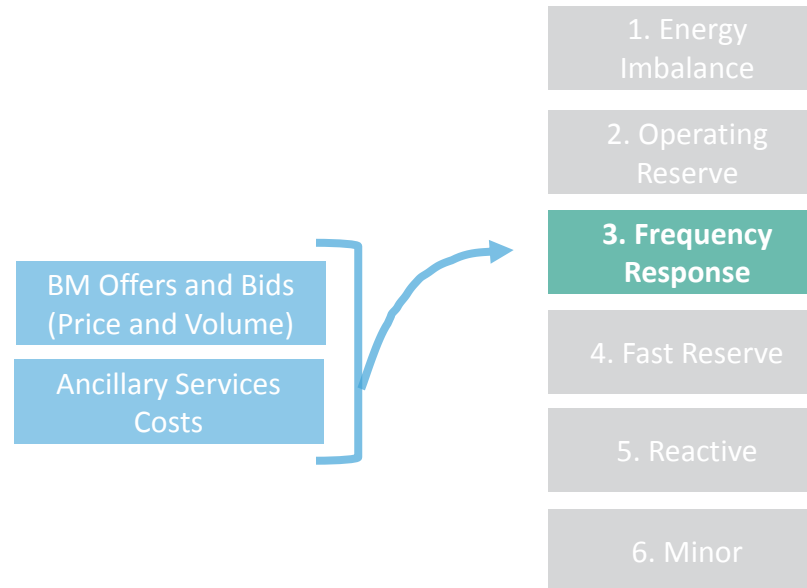 1. Energy
Imbalance
2. Operating
Reserve
3. Frequency
Response
BM Offers and Bids
(Price and Volume)
Ancillary Services
Costs
4. Fast Reserve
5. Reactive
6. Minor